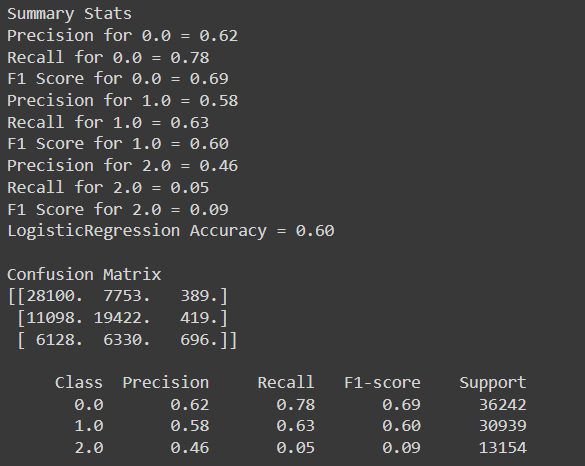 Summary Stats
Precision for 0.0 = 0.62
Recall for 0.0 = 0.78
F1 Score for 0.0 = 0.69
Precision for 1.0 = 0.58
Recall for 1.0 = 0.63
F1 Score for 1.0 = 0.60
Precision for 2.0 = 0.46
Recall for 2.0 = 0.05
F1 Score for 2.0 = 0.09
LogisticRegression Accuracy = 0.60
Confusion Matrix
[[28100. 7753. 389.]
[11098. 19422. 419.]
[ 6128. 6330. 696.]]
Class Precision Recall F1-score Support
0.0 0.62 0.78 0.69 36242
1.0 0.58 0.63 0.60 30939
2.0 0.46 0.05 0.09 13154